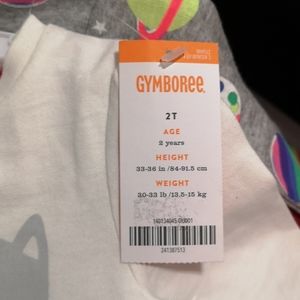 GYMBOREE
2T
AGE
2 years
HEIGHT
33-36 in /84-91.5 cm
WEIGHT
30-33 lb /13.5-15 kg
241387513